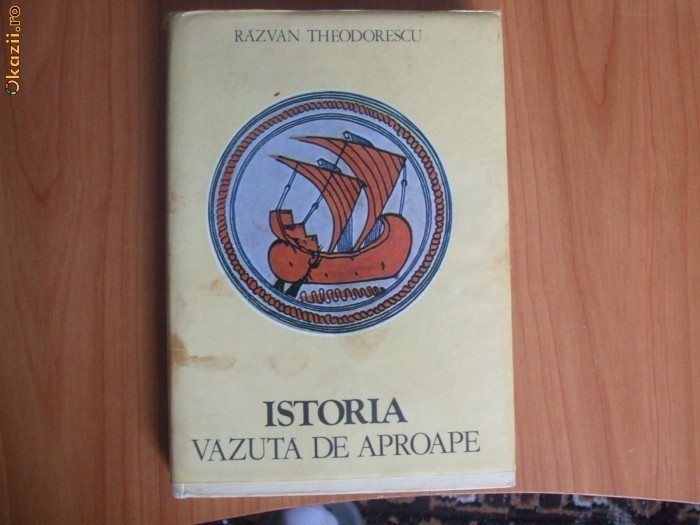 Okazii.ro
RAZVAN THEODORESCU
ISTORIA
VAZUTA DE APROAPE